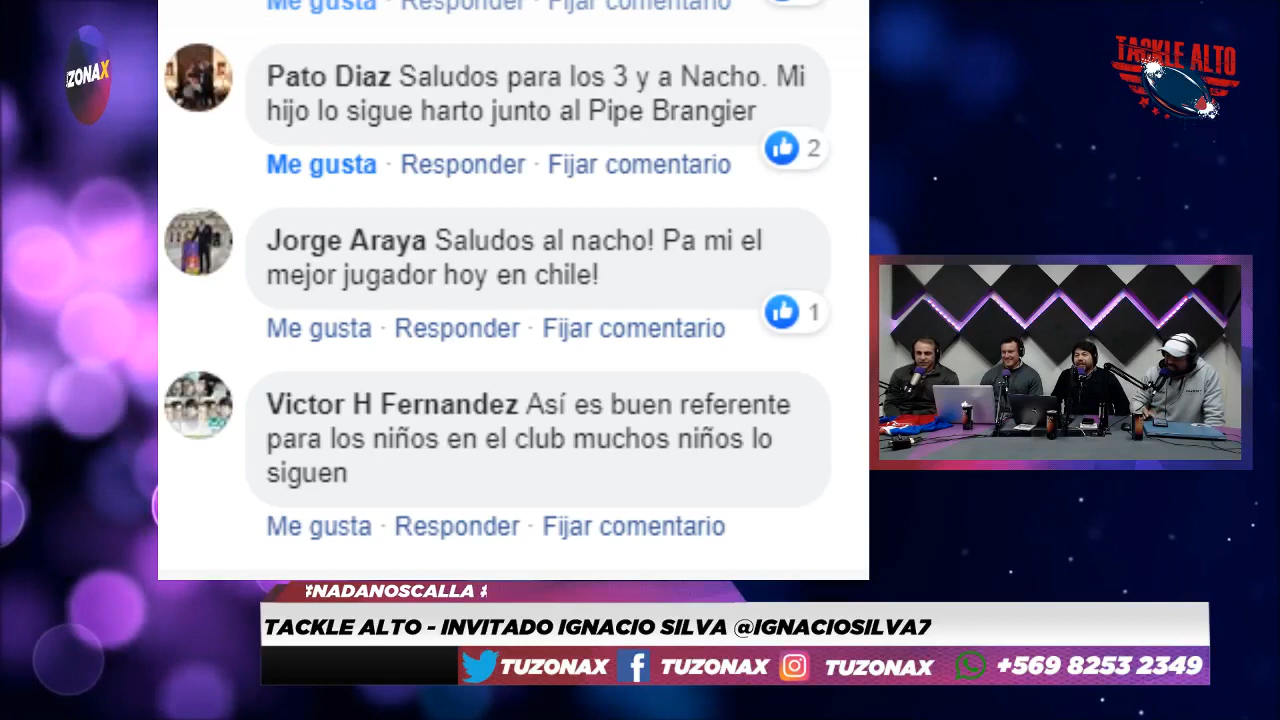 Me gusta · Responder · Fijar comentario
ZONAX
TACKLE ALTO
Pato Diaz Saludos para los 3 y a Nacho. Mi
hijo lo sigue harto junto al Pipe Brangier
2
Me gusta · Responder · Fijar comentario
Jorge Araya Saludos al nacho! Pa mi el
mejor jugador hoy en chile!
1
Me gusta · Responder · Fijar comentario
Victor H Fernandez Así es buen referente
para los niños en el club muchos niños lo
siguen
Me gusta · Responder · Fijar comentario
#NADANOSCALLA #
TACKLE ALTO - INVITADO IGNACIO SILVA @IGNACIOSILVA7
TUZONAX TUZONAX TUZONAX +569 8253 2349